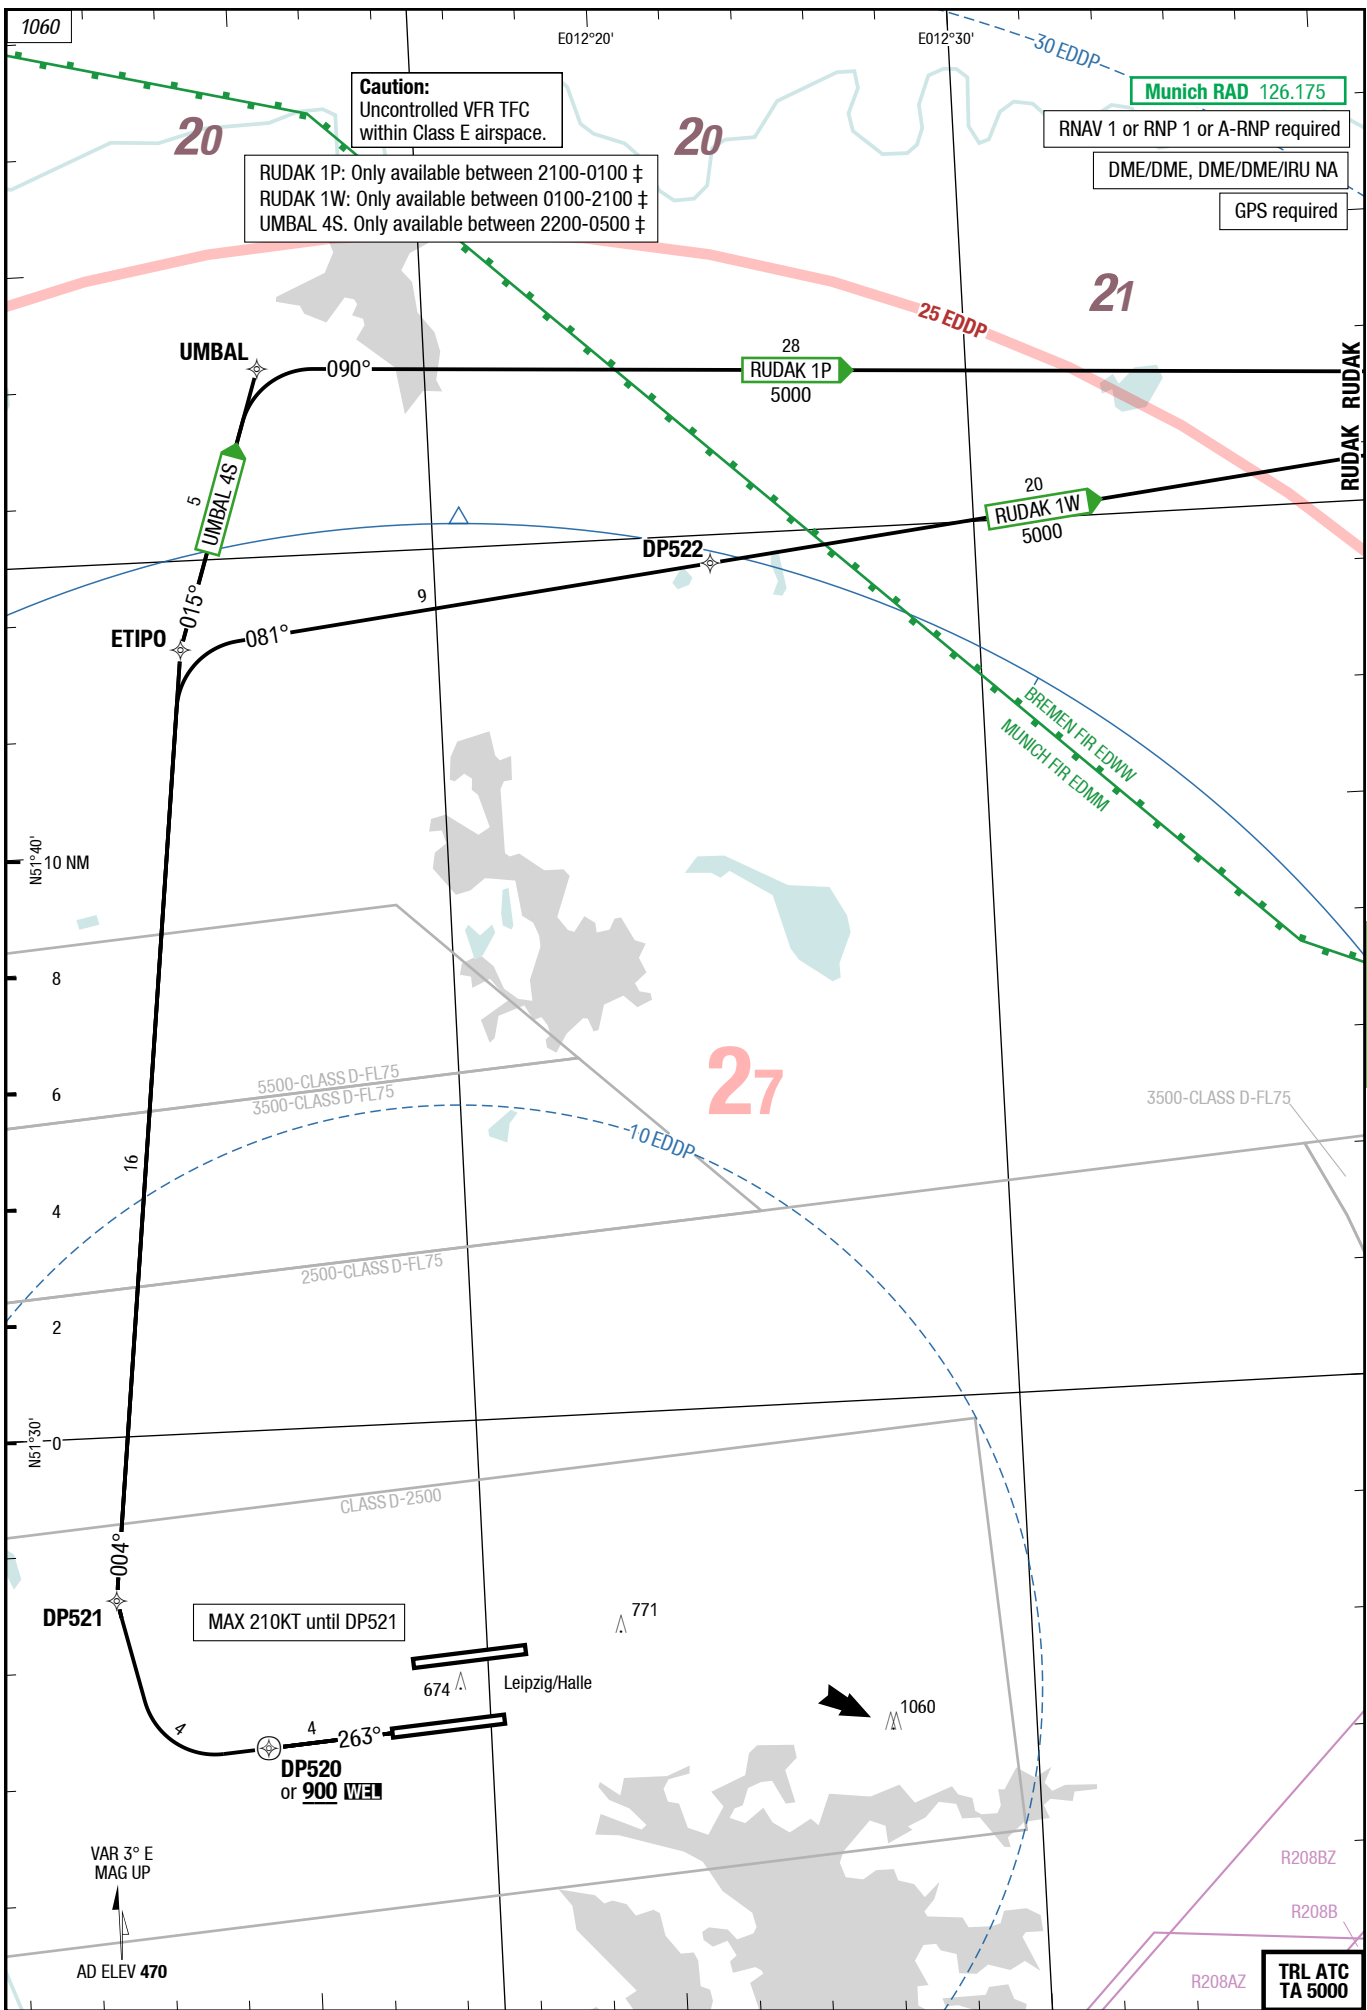 1060
E012°20'
E012°30'
30 EDDP
Caution:
Uncontrolled VFR TFC
within Class E airspace.
Munich RAD 126.175
RNAV 1 or RNP 1 or A-RNP required
DME/DME, DME/DME/IRU NA
GPS required
20
20
RUDAK 1P: Only available between 2100-0100 ‡
RUDAK 1W: Only available between 0100-2100 ‡
UMBAL 4S. Only available between 2200-0500 ‡
21
25 EDDP
UMBAL
090°
28
RUDAK 1P
5000
RUDAK
RUDAK
5
UMBAL 4S
20
RUDAK 1W
5000
DP522
015°
9
ETIPO
081°
BREMEN FIR EDWW
MUNICH FIR EDMM
N51°40'
10 NM
8
27
5500-CLASS D-FL75
3500-CLASS D-FL75
6
3500-CLASS D-FL75
10 EDDP
16
4
2500-CLASS D-FL75
2
N51°30'
0
CLASS D-2500
004°
DP521
MAX 210KT until DP521
771
674
Leipzig/Halle
1060
4
4
263°
DP520
or 900 WEL
VAR 3° E
MAG UP
R208BZ
R208B
AD ELEV 470
R208AZ
TRL ATC
TA 5000